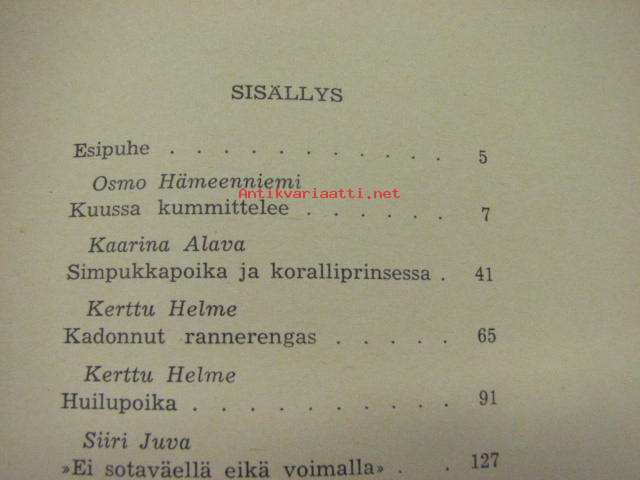 SISÄLLYS
Esipuhe . . . . . . . . . . . 5
Osmo Hämeenniemi
Antikvariaatti.net
Kuussa kummittelee . . . . . . 7
Kaarina Alava
Simpukkapoika ja koralliprinsessa . 41
Kerttu Helme
Kadonnut rannerengas . . . . . 65
Kerttu Helme
Huilupoika . . . . . . . . . . 91
Siiri Juva
»Ei sotaväellä eikä voimalla» . . 127